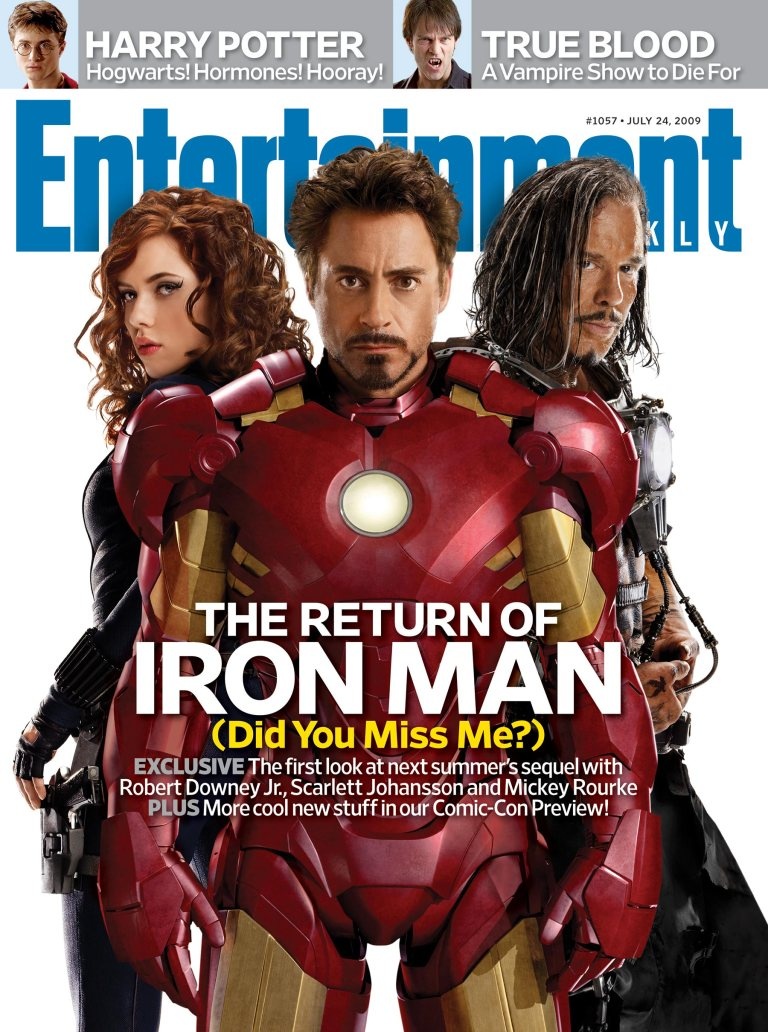 HARRY POTTER
Hogwarts! Hormones! Hooray!
TRUE BLOOD
A Vampire Show to Die For
#1057 • JULY 24, 2009
Entertainment
KLY
THE RETURN OF
IRON MAN
(Did You Miss Me?)
EXCLUSIVE The first look at next summer's sequel with
Robert Downey Jr., Scarlett Johansson and Mickey Rourke
PLUS More cool new stuff in our Comic-Con Preview!